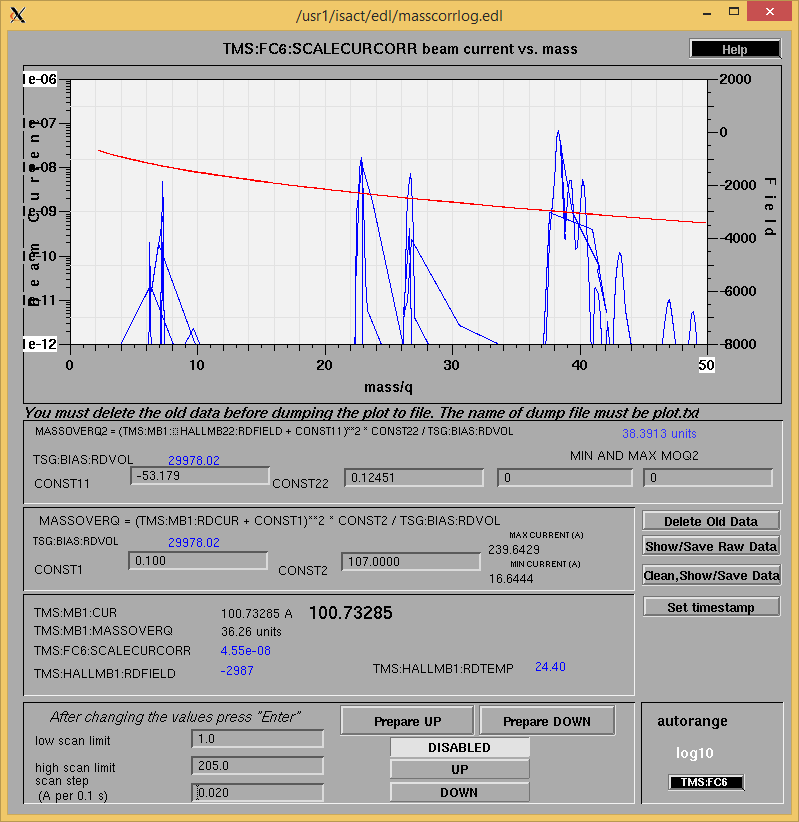 /usr1/isact/edl/masscorrlog.edl
TMS:FC6:SCALECURCORR beam current vs. mass
Help
1e-06
1e-07
1e-08
1e-09
1e-10
1e-11
1e-12
Beam Current
2000
0
-2000
-4000
-6000
-8000
Field
0 10 20 30 40 50
mass/q
You must delete the old data before dumping the plot to file. The name of dump file must be plot.txt
MASSOVERQ2 = (TMS:MB1: HALLMB22:RDFIELD + CONST11)**2 * CONST22 / TSG:BIAS:RDVOL
38.3913 units
TSG:BIAS:RDVOL 29978.02
MIN AND MAX MOQ2
CONST11 -53.179 CONST22 0.12451 0 0
MASSOVERQ = (TMS:MB1:RDCUR + CONST1)**2 * CONST2 / TSG:BIAS:RDVOL
TSG:BIAS:RDVOL 29978.02
MAX CURRENT (A)
239.6429
CONST1 0.100 CONST2 107.0000
MIN CURRENT (A)
16.6444
Delete Old Data
Show/Save Raw Data
Clean,Show/Save Data
Set timestamp
TMS:MB1:CUR 100.73285 A 100.73285
TMS:MB1:MASSOVERQ 36.26 units
TMS:FC6:SCALECURCORR 4.55e-08
TMS:HALLMB1:RDFIELD -2987 TMS:HALLMB1:RDTEMP 24.40
After changing the values press "Enter"
low scan limit 1.0
high scan limit 205.0
scan step
(A per 0.1 s) 0.020
Prepare UP Prepare DOWN
DISABLED
UP
DOWN
autorange
log10
TMS:FC6